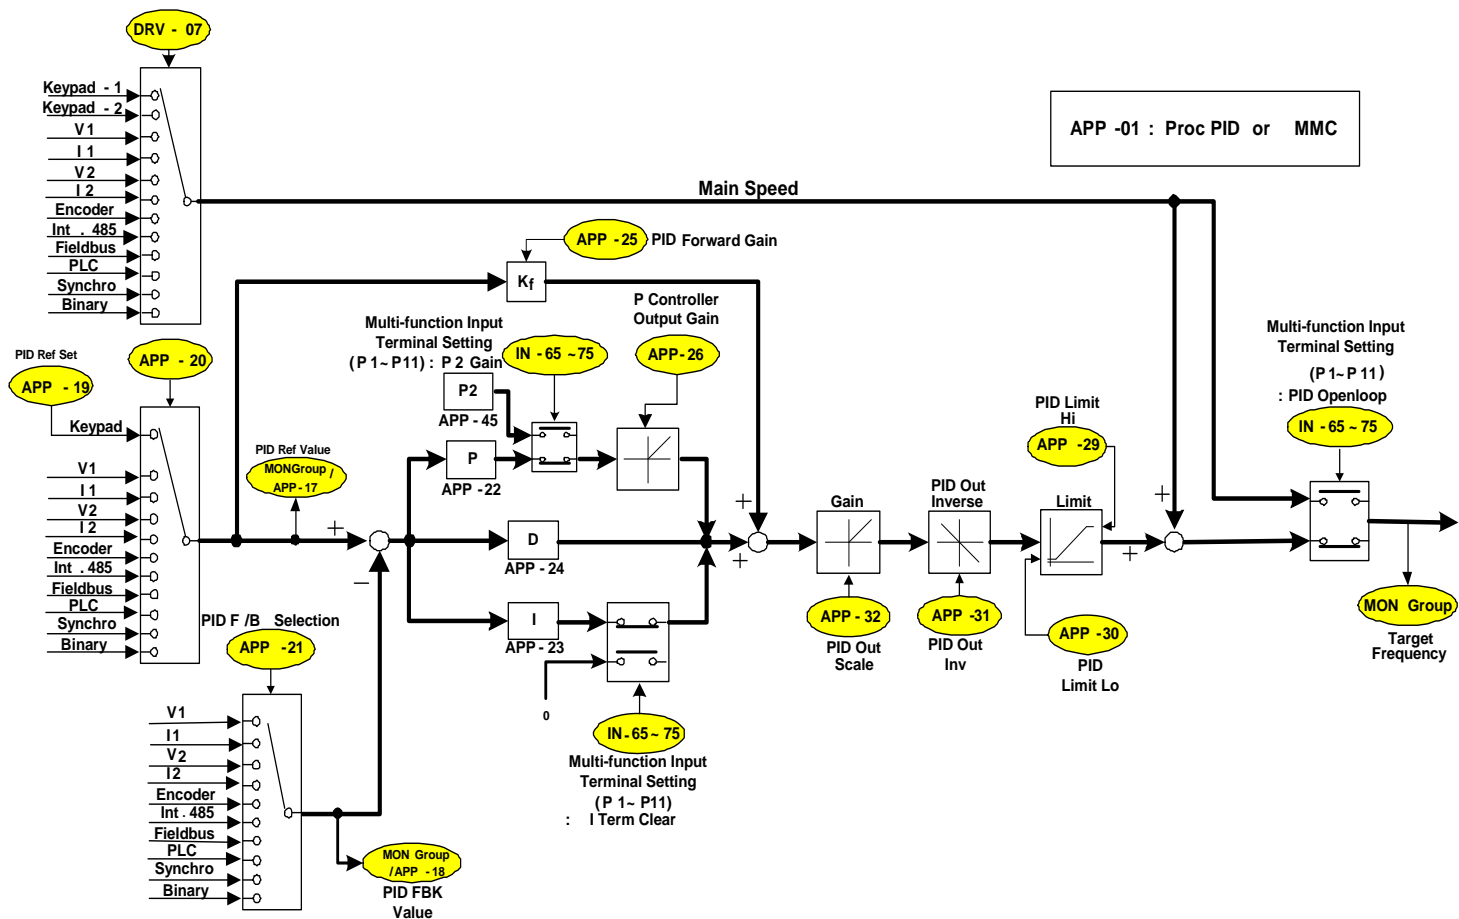 DRV - 07
Keypad - 1
Keypad - 2
V1
I1
V2
I2
Encoder
Int . 485
Fieldbus
PLC
Synchro
Binary
APP -01 : Proc PID or MMC
Main Speed
APP - 25
PID Forward Gain
Kf
P Controller
Output Gain
APP-26
Multi-function Input
Terminal Setting
(P 1~ P11) : P 2 Gain
IN - 65 ~ 75
P2
APP - 45
P
APP - 22
D
APP - 24
I
APP - 23
0
PID Ref Set
APP - 19
APP - 20
Keypad
V1
I1
V2
I2
Encoder
Int . 485
Fieldbus
PLC
Synchro
Binary
PID Ref Value
MONGroup /
APP-17
+
−
PID F /B Selection
APP -21
V1
I1
V2
I2
Encoder
Int . 485
Fieldbus
PLC
Synchro
Binary
MON Group
/APP - 18
PID FBK
Value
IN - 65 ~ 75
Multi-function Input
Terminal Setting
(P 1~ P11)
: I Term Clear
+
+
Gain
APP - 32
PID Out
Scale
PID Out
Inverse
APP - 31
PID Out
Inv
PID Limit
Hi
APP -29
Limit
APP -30
PID
Limit Lo
+
+
Multi-function Input
Terminal Setting
(P 1~ P 11)
: PID Openloop
IN - 65 ~ 75
MON Group
Target
Frequency